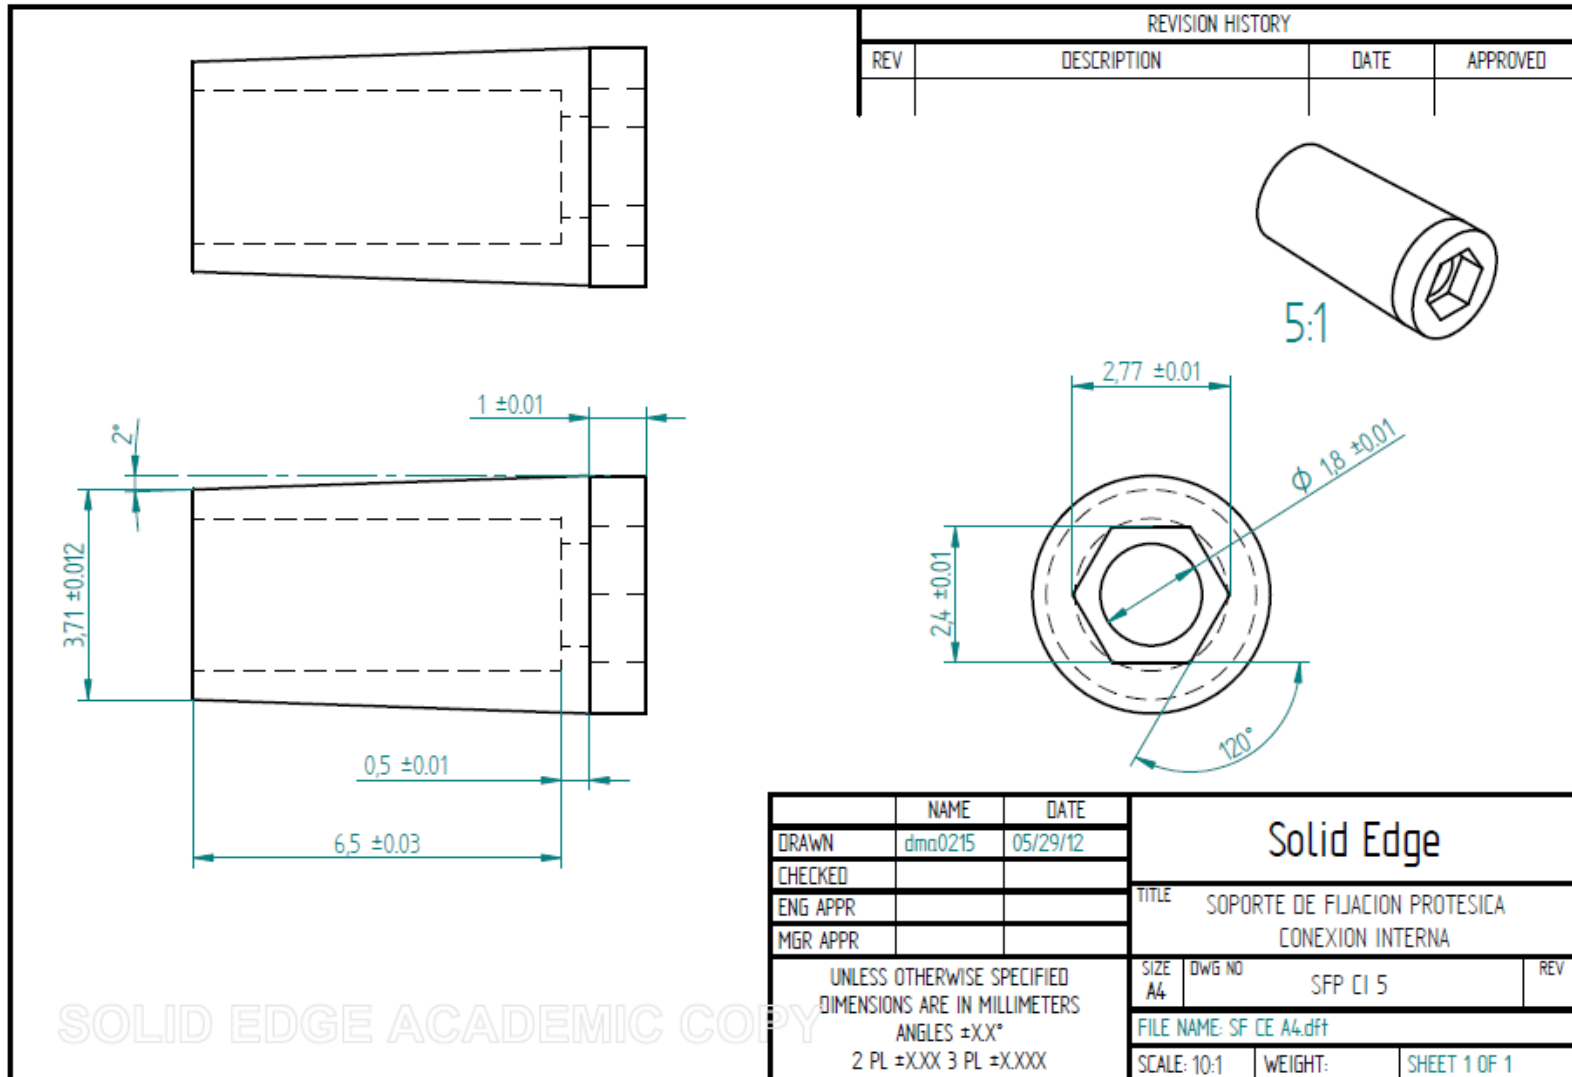 REVISION HISTORY
REV DESCRIPTION DATE APPROVED
5:1
2,77 ±0.01
1 ±0.01
2°
ϕ 1,8 ±0.01
3,71 ±0.012
2,4 ±0.01
120°
0,5 ±0.01
6,5 ±0.03
NAME DATE
DRAWN dma0215 05/29/12
CHECKED
ENG APPR
MGR APPR
Solid Edge
TITLE SOPORTE DE FIJACION PROTESICA
CONEXION INTERNA
UNLESS OTHERWISE SPECIFIED
DIMENSIONS ARE IN MILLIMETERS
ANGLES ±X.X°
2 PL ±X.XX 3 PL ±X.XXX
SIZE DWG NO REV
A4 SFP CI 5
FILE NAME: SF CE A4.dft
SCALE: 10:1 WEIGHT: SHEET 1 OF 1
SOLID EDGE ACADEMIC COPY